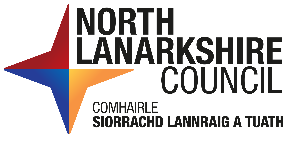 NORTH
LANARKSHIRE
COUNCIL
COMHAIRLE
SIORRACHD LANNRAIG A TUATH